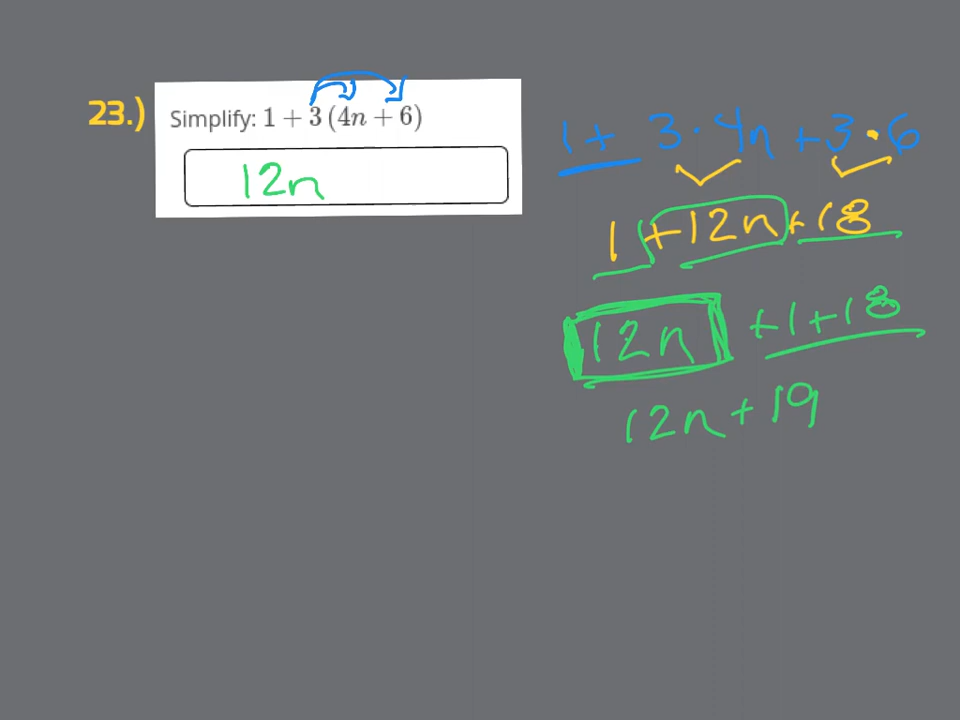 23.) Simplify: 1 + 3 (4n + 6)
12n
1 + 3 · 4n + 3 · 6
1 + 12n + 18
12n + 1 + 18
12n + 19